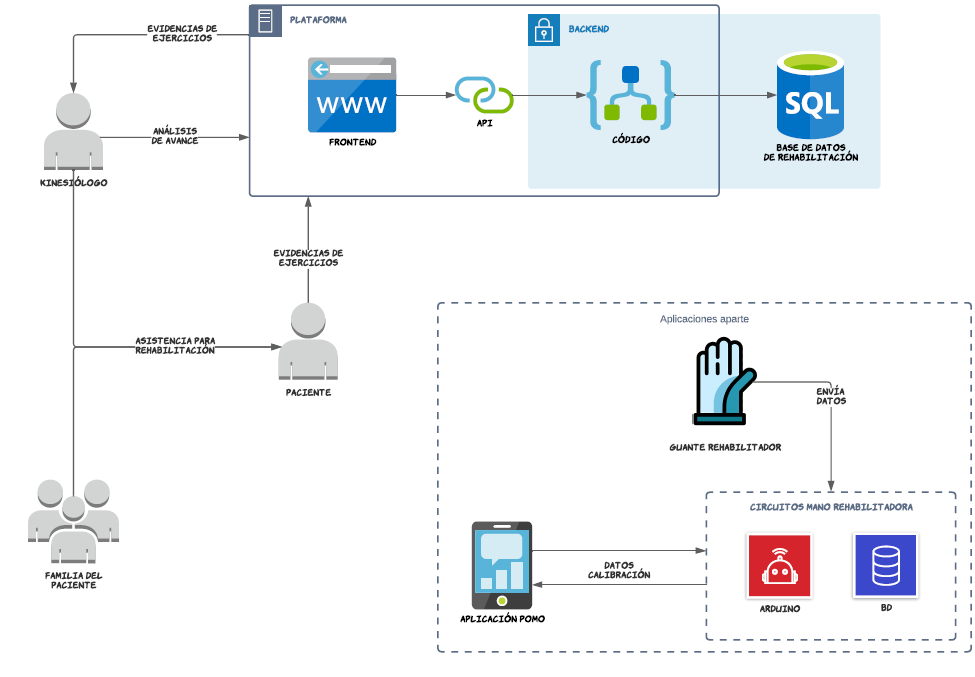 PLATAFORMA
BACKEND
EVIDENCIAS DE
EJERCICIOS
WWW
FRONTEND
API
CÓDIGO
SQL
BASE DE DATOS
DE REHABILITACIÓN
ANÁLISIS
DE AVANCE
KINESIÓLOGO
EVIDENCIAS DE
EJERCICIOS
ASISTENCIA PARA
REHABILITACIÓN
PACIENTE
FAMILIA DEL
PACIENTE
Aplicaciones aparte
ENVÍA
DATOS
GUANTE REHABILITADOR
CIRCUITOS MANO REHABILITADORA
DATOS
CALIBRACIÓN
ARDUINO
BD
APLICACIÓN POMO